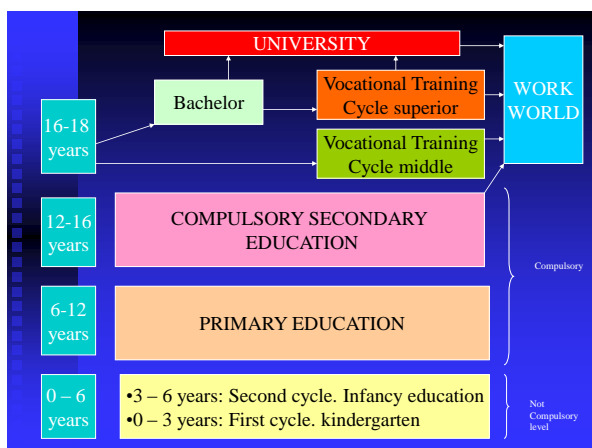 UNIVERSITY
Bachelor
Vocational Training
Cycle superior
WORK
WORLD
16-18
years
Vocational Training
Cycle middle
12-16
years
COMPULSORY SECONDARY
EDUCATION
Compulsory
6-12
years
PRIMARY EDUCATION
0 – 6
years
•3 – 6 years: Second cycle. Infancy education
•0 – 3 years: First cycle. kindergarten
Not
Compulsory
level